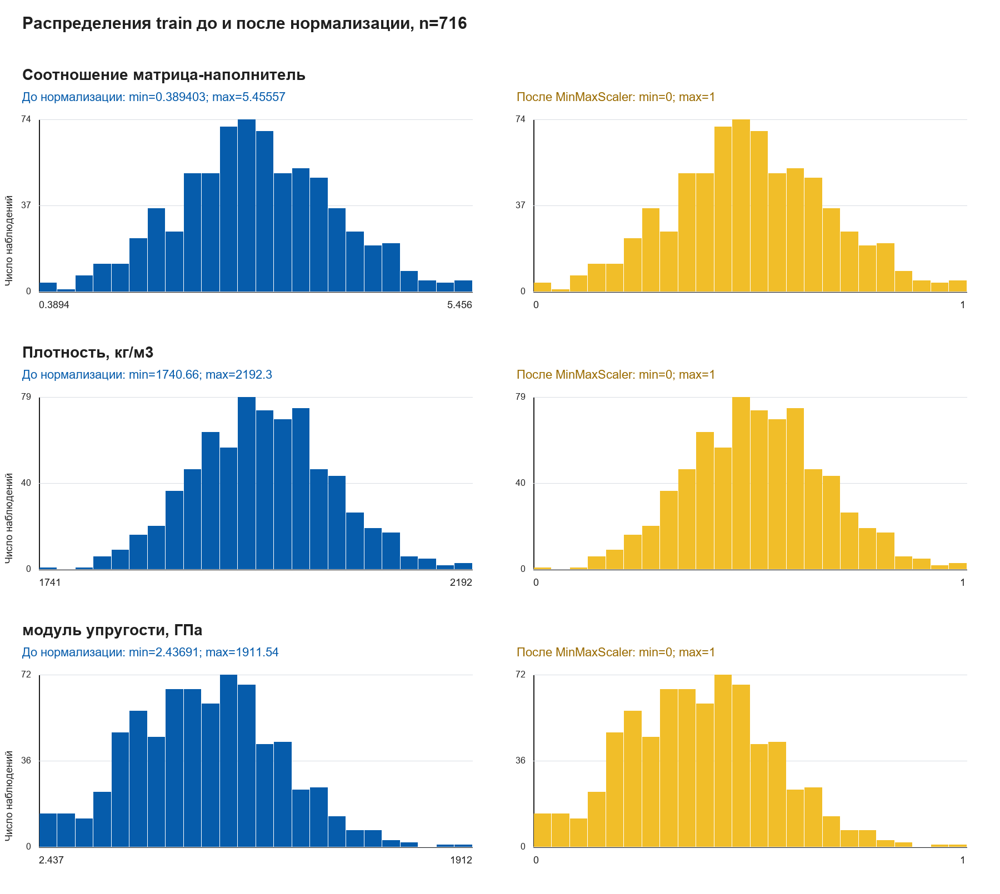 Распределения train до и после нормализации, n=716
Соотношение матрица-наполнитель
До нормализации: min=0.389403; max=5.45557
После MinMaxScaler: min=0; max=1
74
37
0
Число наблюдений
0.3894
5.456
74
37
0
0
1
Плотность, кг/м3
До нормализации: min=1740.66; max=2192.3
После MinMaxScaler: min=0; max=1
79
40
0
Число наблюдений
1741
2192
79
40
0
0
1
модуль упругости, ГПа
До нормализации: min=2.43691; max=1911.54
После MinMaxScaler: min=0; max=1
72
36
0
Число наблюдений
2.437
1912
72
36
0
0
1